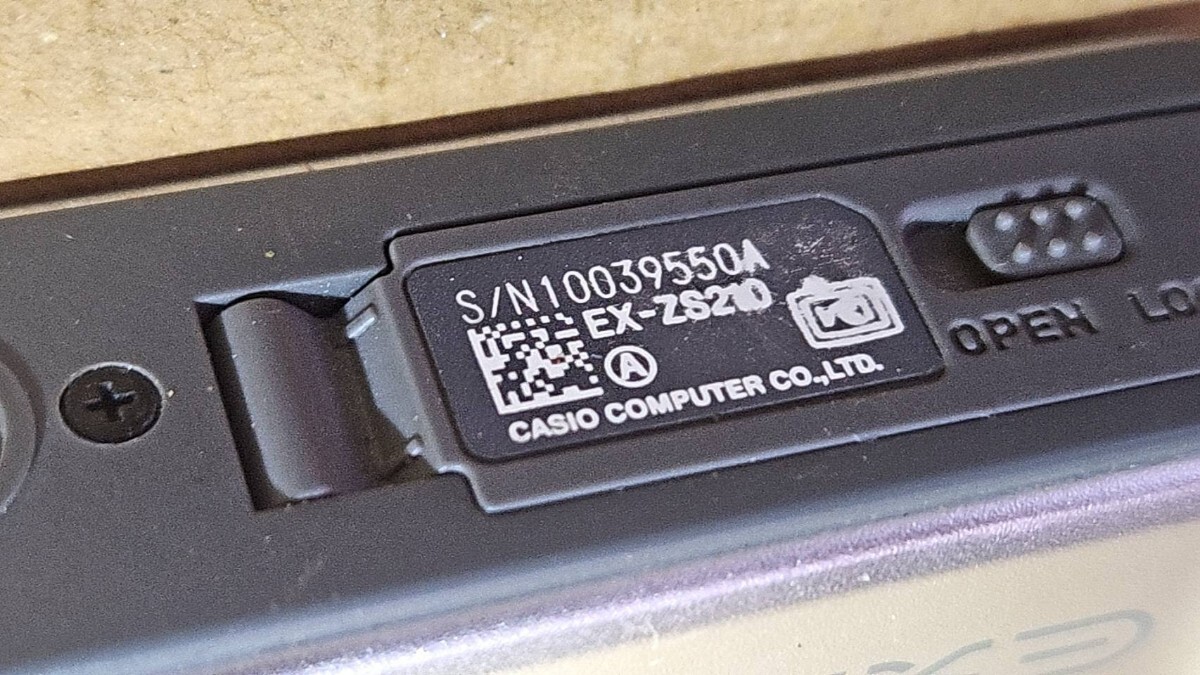 S/N10039550A
EX-ZS210
Ⓐ
CASIO COMPUTER CO.,LTD.
OPEN